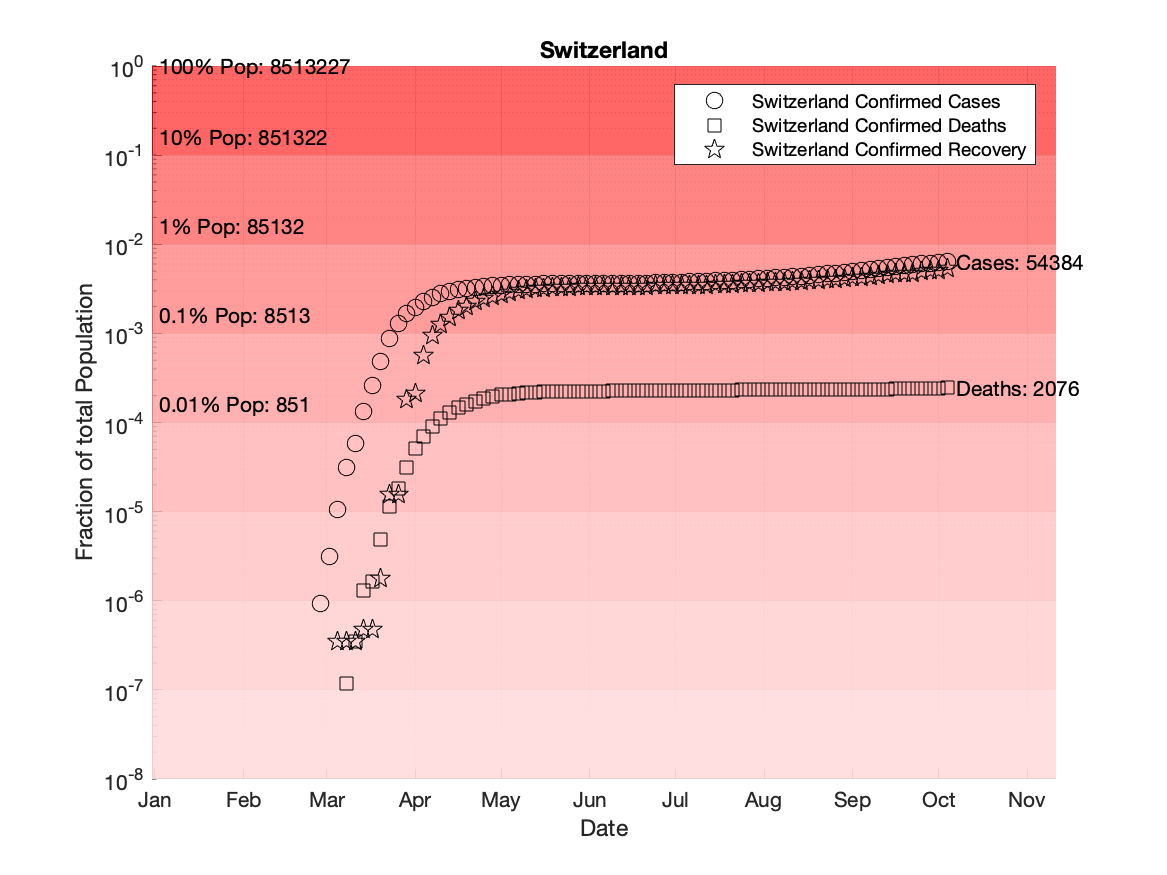 Switzerland
10^0
100% Pop: 8513227
Switzerland Confirmed Cases
Switzerland Confirmed Deaths
Switzerland Confirmed Recovery
10% Pop: 851322
10^-1
1% Pop: 85132
10^-2
Cases: 54384
0.1% Pop: 8513
10^-3
Deaths: 2076
0.01% Pop: 851
10^-4
10^-5
10^-6
10^-7
10^-8
Fraction of total Population
Jan Feb Mar Apr May Jun Jul Aug Sep Oct Nov
Date